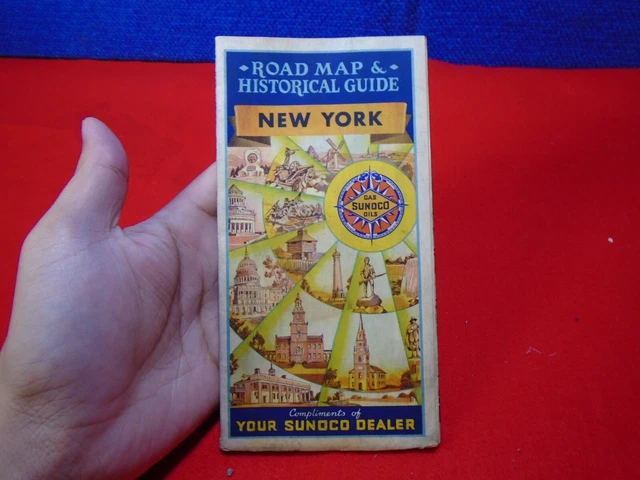 ROAD MAP &
HISTORICAL GUIDE
NEW YORK
GAS
SUNOCO
OILS
Compliments of
YOUR SUNOCO DEALER